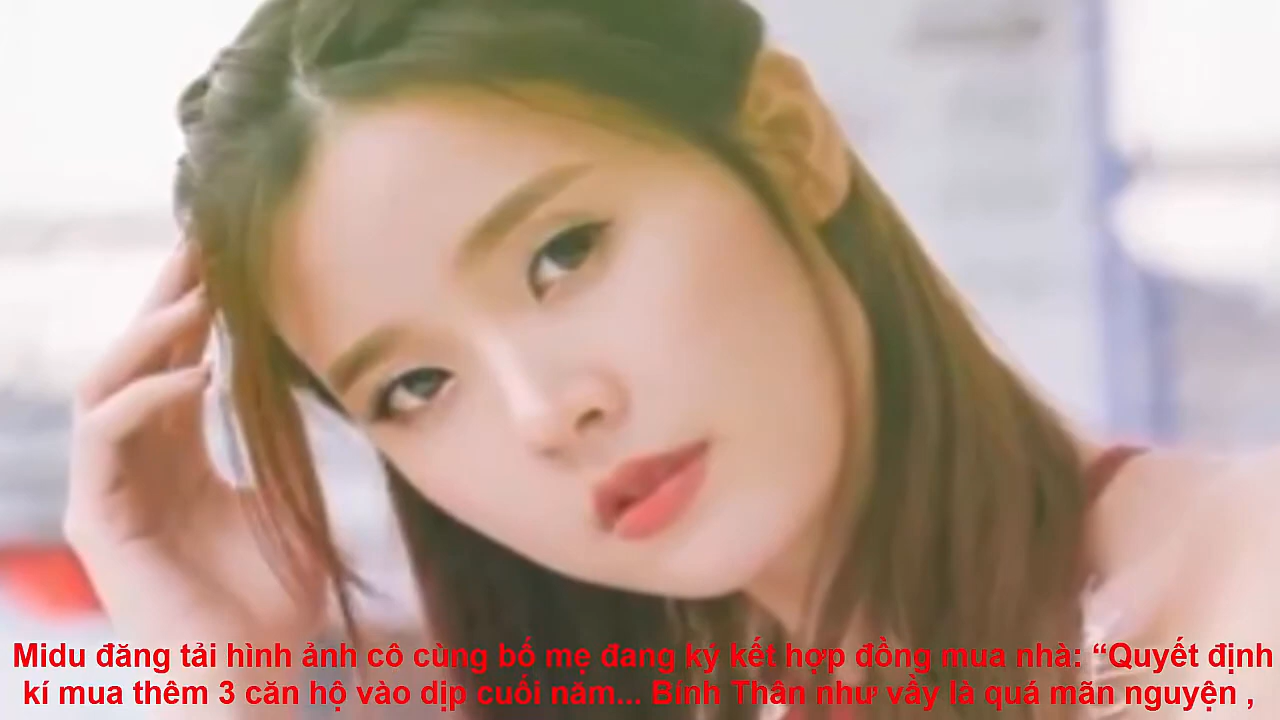 Midu đăng tải hình ảnh cô cùng bố mẹ đang ký kết hợp đồng mua nhà: “Quyết định
kí mua thêm 3 căn hộ vào dịp cuối năm... Bính Thân như vầy là quá mãn nguyện ,